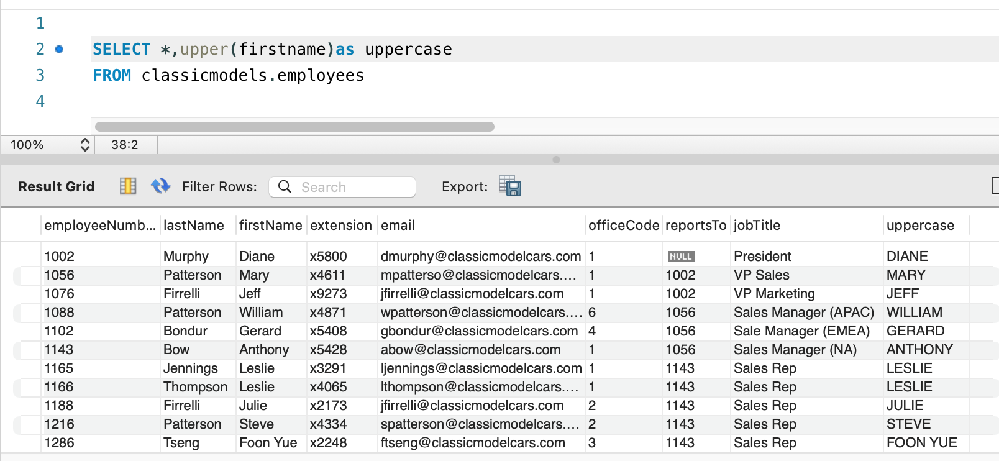 1
2 SELECT *,upper(firstname)as uppercase
3 FROM classicmodels.employees
4
100% 38:2
Result Grid Filter Rows: Search Export:
employeeNumb... lastName firstName extension email officeCode reportsTo jobTitle uppercase
1002 Murphy Diane x5800 dmurphy@classicmodelcars.com 1 NULL President DIANE
1056 Patterson Mary x4611 mpatterso@classicmodelcars.... 1 1002 VP Sales MARY
1076 Firrelli Jeff x9273 jfirrelli@classicmodelcars.com 1 1002 VP Marketing JEFF
1088 Patterson William x4871 wpatterson@classicmodelcars.... 6 1056 Sales Manager (APAC) WILLIAM
1102 Bondur Gerard x5408 gbondur@classicmodelcars.com 4 1056 Sale Manager (EMEA) GERARD
1143 Bow Anthony x5428 abow@classicmodelcars.com 1 1056 Sales Manager (NA) ANTHONY
1165 Jennings Leslie x3291 ljennings@classicmodelcars.com 1 1143 Sales Rep LESLIE
1166 Thompson Leslie x4065 lthompson@classicmodelcars.... 1 1143 Sales Rep LESLIE
1188 Firrelli Julie x2173 jfirrelli@classicmodelcars.com 2 1143 Sales Rep JULIE
1216 Patterson Steve x4334 spatterson@classicmodelcars.... 2 1143 Sales Rep STEVE
1286 Tseng Foon Yue x2248 ftseng@classicmodelcars.com 3 1143 Sales Rep FOON YUE